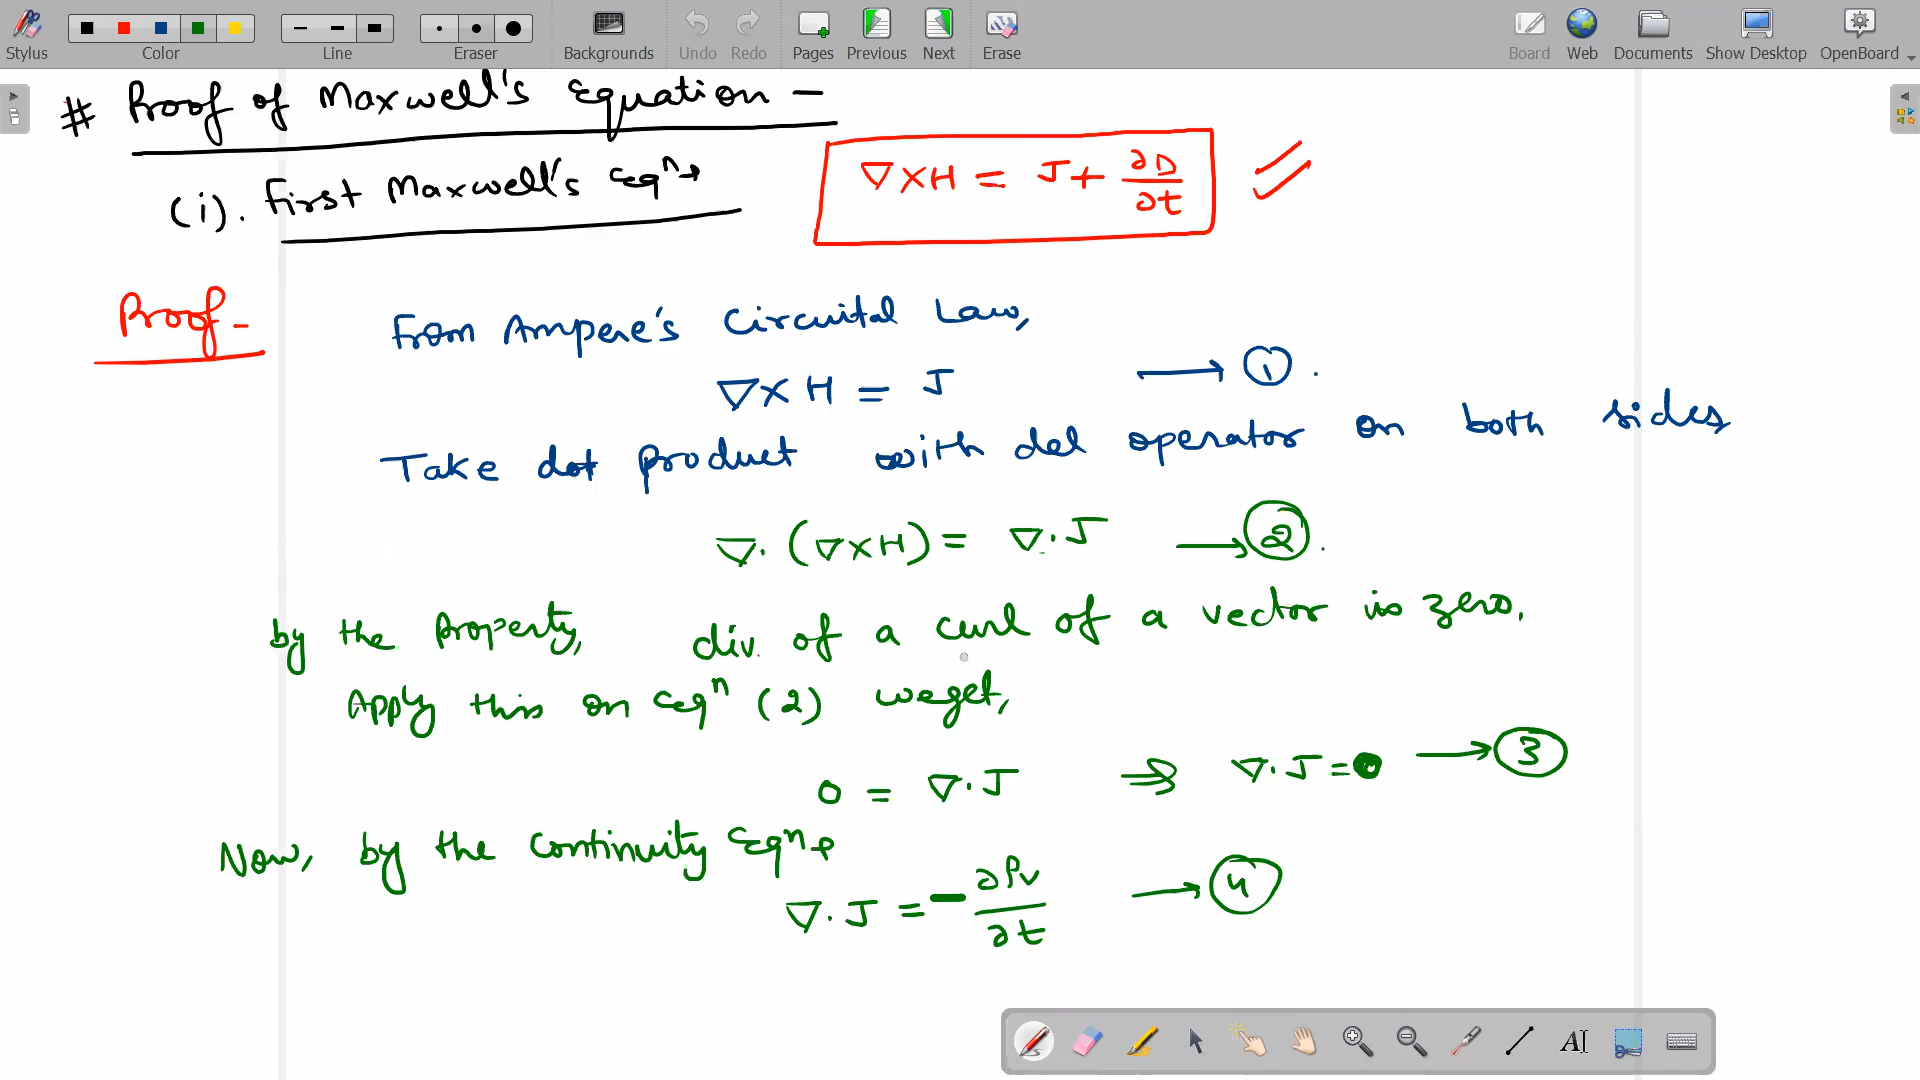 Stylus Color Line Eraser Backgrounds Undo Redo Pages Previous Next Erase Board Web Documents Show Desktop OpenBoard
# Proof of Maxwell's Equation –
(i). First Maxwell's Eqⁿ→
∇×H = J + ∂D/∂t
Proof –
From Ampere's Circuital Law,
∇×H = J → ①.
Take dot product with del operator on both sides
∇.(∇×H) = ∇.J → ②.
by the Property, div. of a curl of a vector is zero.
Apply this on Eqⁿ (2) we get,
0 = ∇.J ⇒ ∇.J = 0 → ③
Now, by the continuity Eqⁿ→
∇.J = - ∂ρv/∂t → ④